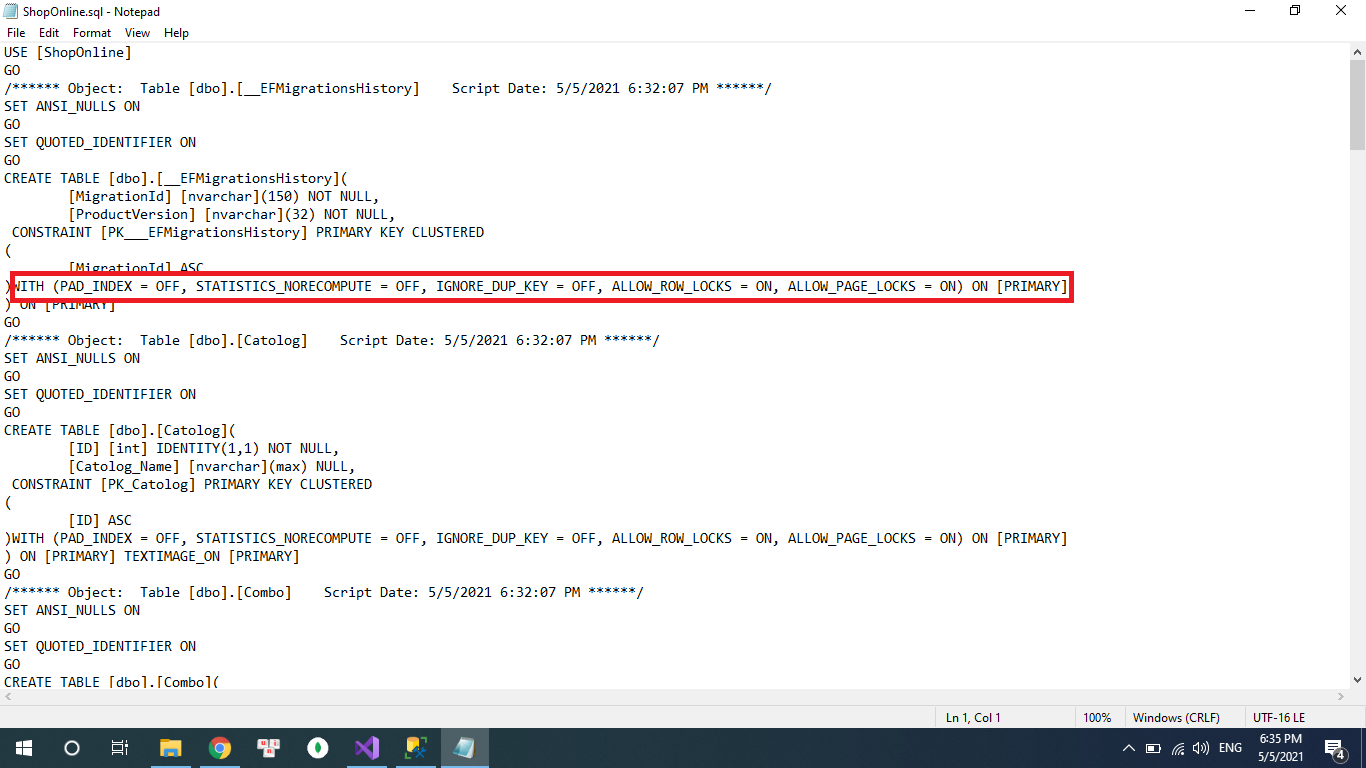 ShopOnline.sql - Notepad
File Edit Format View Help
USE [ShopOnline]
GO
/****** Object:  Table [dbo].[__EFMigrationsHistory]    Script Date: 5/5/2021 6:32:07 PM ******/
SET ANSI_NULLS ON
GO
SET QUOTED_IDENTIFIER ON
GO
CREATE TABLE [dbo].[__EFMigrationsHistory](
[MigrationId] [nvarchar](150) NOT NULL,
[ProductVersion] [nvarchar](32) NOT NULL,
CONSTRAINT [PK___EFMigrationsHistory] PRIMARY KEY CLUSTERED
(
[MigrationId] ASC
)WITH (PAD_INDEX = OFF, STATISTICS_NORECOMPUTE = OFF, IGNORE_DUP_KEY = OFF, ALLOW_ROW_LOCKS = ON, ALLOW_PAGE_LOCKS = ON) ON [PRIMARY]
) ON [PRIMARY]
GO
/****** Object:  Table [dbo].[Catolog]    Script Date: 5/5/2021 6:32:07 PM ******/
SET ANSI_NULLS ON
GO
SET QUOTED_IDENTIFIER ON
GO
CREATE TABLE [dbo].[Catolog](
[ID] [int] IDENTITY(1,1) NOT NULL,
[Catolog_Name] [nvarchar](max) NULL,
CONSTRAINT [PK_Catolog] PRIMARY KEY CLUSTERED
(
[ID] ASC
)WITH (PAD_INDEX = OFF, STATISTICS_NORECOMPUTE = OFF, IGNORE_DUP_KEY = OFF, ALLOW_ROW_LOCKS = ON, ALLOW_PAGE_LOCKS = ON) ON [PRIMARY]
) ON [PRIMARY] TEXTIMAGE_ON [PRIMARY]
GO
/****** Object:  Table [dbo].[Combo]    Script Date: 5/5/2021 6:32:07 PM ******/
SET ANSI_NULLS ON
GO
SET QUOTED_IDENTIFIER ON
GO
CREATE TABLE [dbo].[Combo](
Ln 1, Col 1 100% Windows (CRLF) UTF-16 LE
ENG 6:35 PM
5/5/2021 4